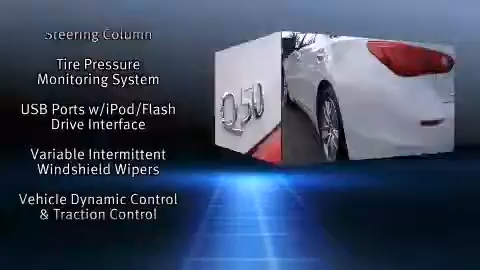 Steering Column
Tire Pressure
Monitoring System
USB Ports w/iPod/Flash
Drive Interface
Variable Intermittent
Windshield Wipers
Vehicle Dynamic Control
& Traction Control
Q50